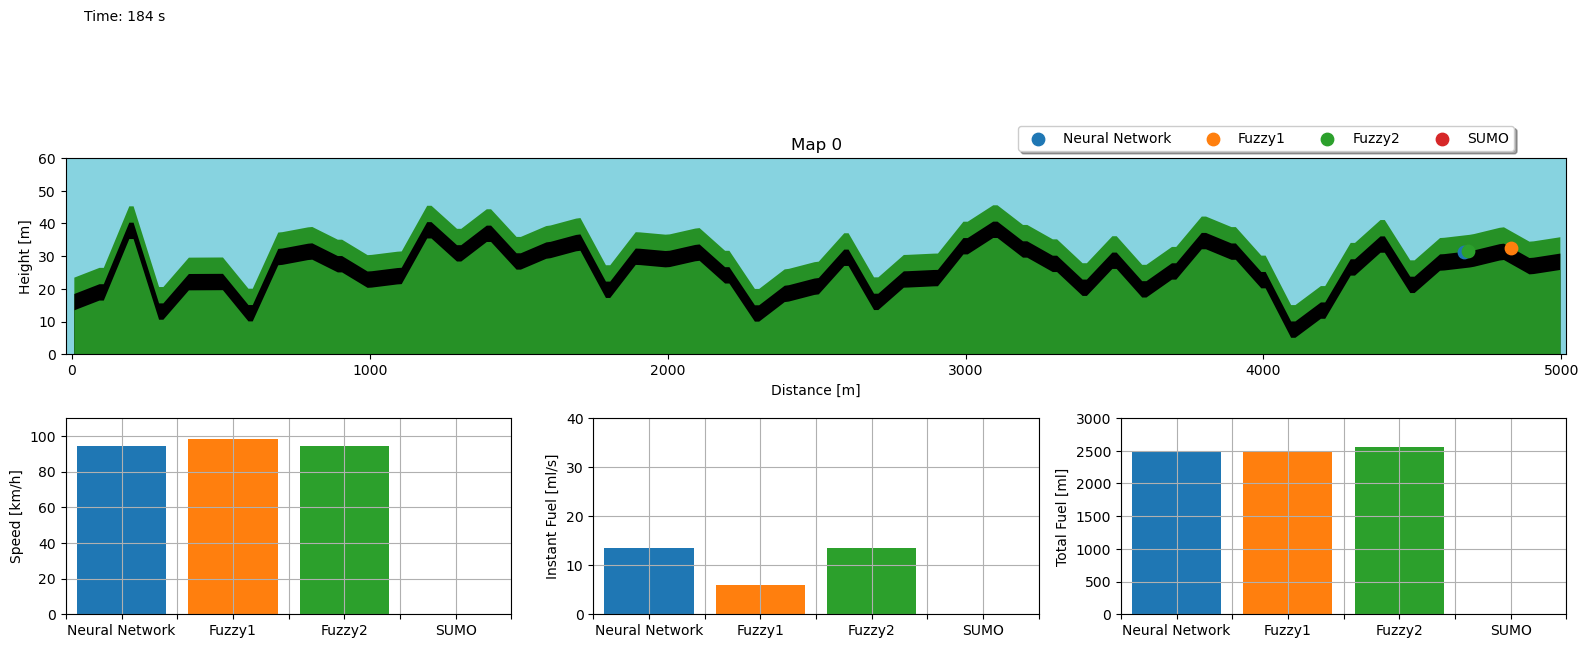 Time: 184 s
Neural Network Fuzzy1 Fuzzy2 SUMO
Map 0
Height [m]
60
50
40
30
20
10
0
0 1000 2000 3000 4000 5000
Distance [m]
Speed [km/h]
100
80
60
40
20
0
Neural Network Fuzzy1 Fuzzy2 SUMO
Instant Fuel [ml/s]
40
30
20
10
0
Neural Network Fuzzy1 Fuzzy2 SUMO
Total Fuel [ml]
3000
2500
2000
1500
1000
500
0
Neural Network Fuzzy1 Fuzzy2 SUMO